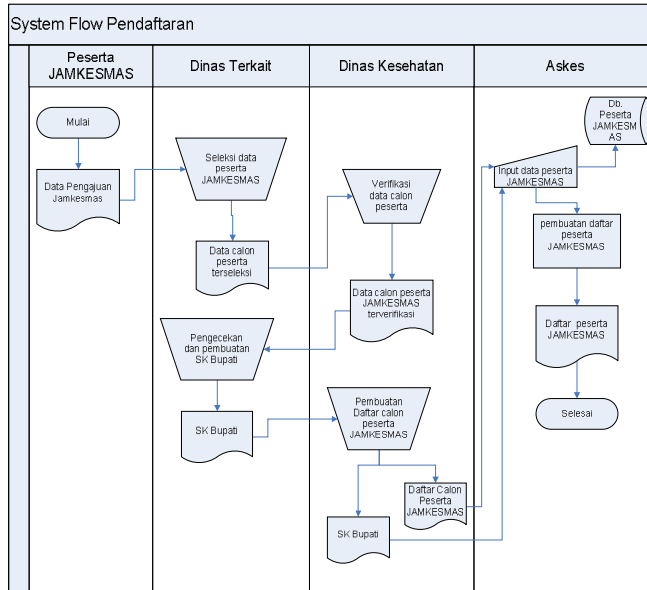 System Flow Pendaftaran
Peserta
JAMKESMAS
Dinas Terkait
Dinas Kesehatan
Askes
Mulai
Data Pengajuan
Jamkesmas
Seleksi data
peserta
JAMKESMAS
Data calon
peserta
terseleksi
Verifikasi
data calon
peserta
Data calon peserta
JAMKESMAS
terverifikasi
Pengecekan
dan pembuatan
SK Bupati
SK Bupati
Pembuatan
Daftar calon
peserta
JAMKESMAS
Daftar Calon
Peserta
JAMKESMAS
SK Bupati
Input data peserta
JAMKESMAS
Db.
Peserta
JAMKESM
AS
pembuatan daftar
peserta
JAMKESMAS
Daftar peserta
JAMKESMAS
Selesai